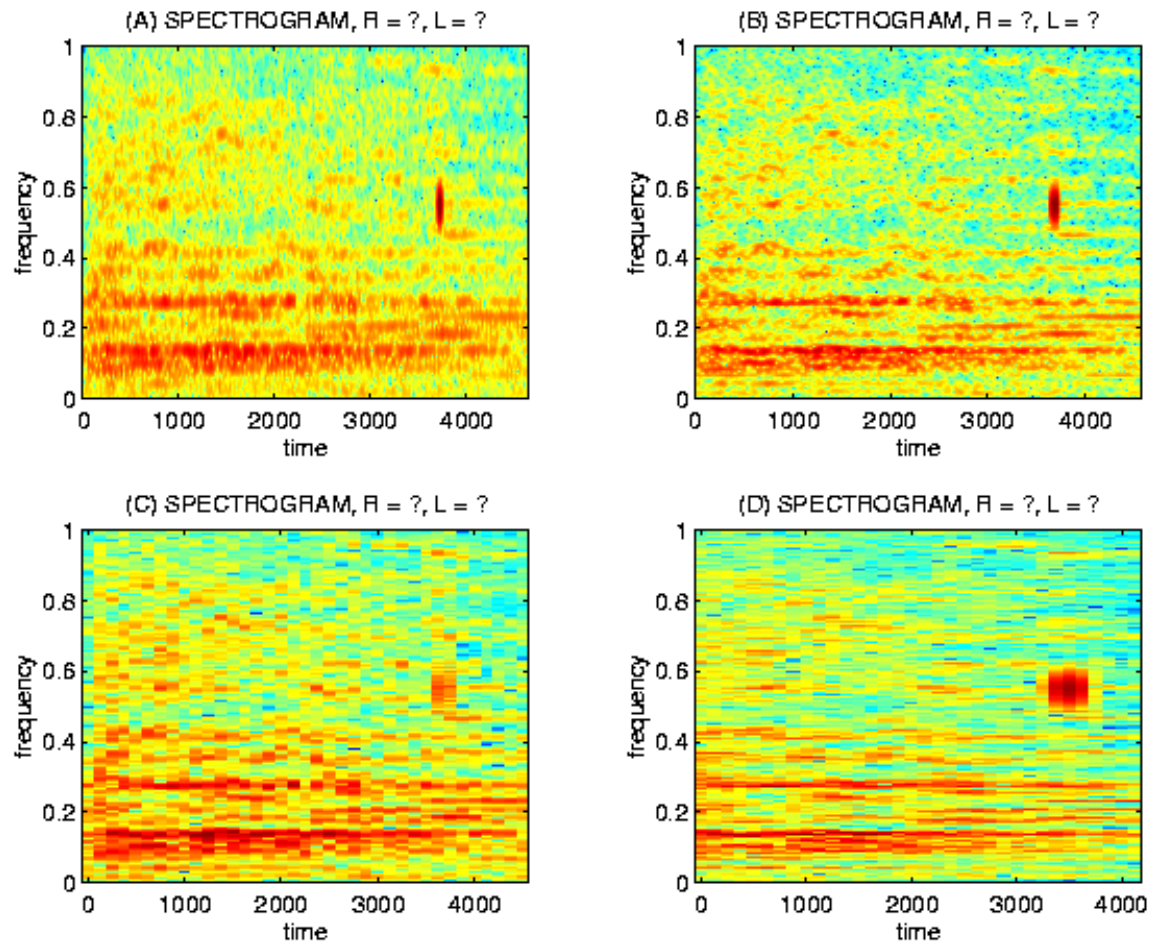 (A) SPECTROGRAM, R = ?, L = ?
1
0.8
0.6
0.4
0.2
0
frequency
0 1000 2000 3000 4000
time
(B) SPECTROGRAM, R = ?, L = ?
1
0.8
0.6
0.4
0.2
0
frequency
0 1000 2000 3000 4000
time
(C) SPECTROGRAM, R = ?, L = ?
1
0.8
0.6
0.4
0.2
0
frequency
0 1000 2000 3000 4000
time
(D) SPECTROGRAM, R = ?, L = ?
1
0.8
0.6
0.4
0.2
0
frequency
0 1000 2000 3000 4000
time